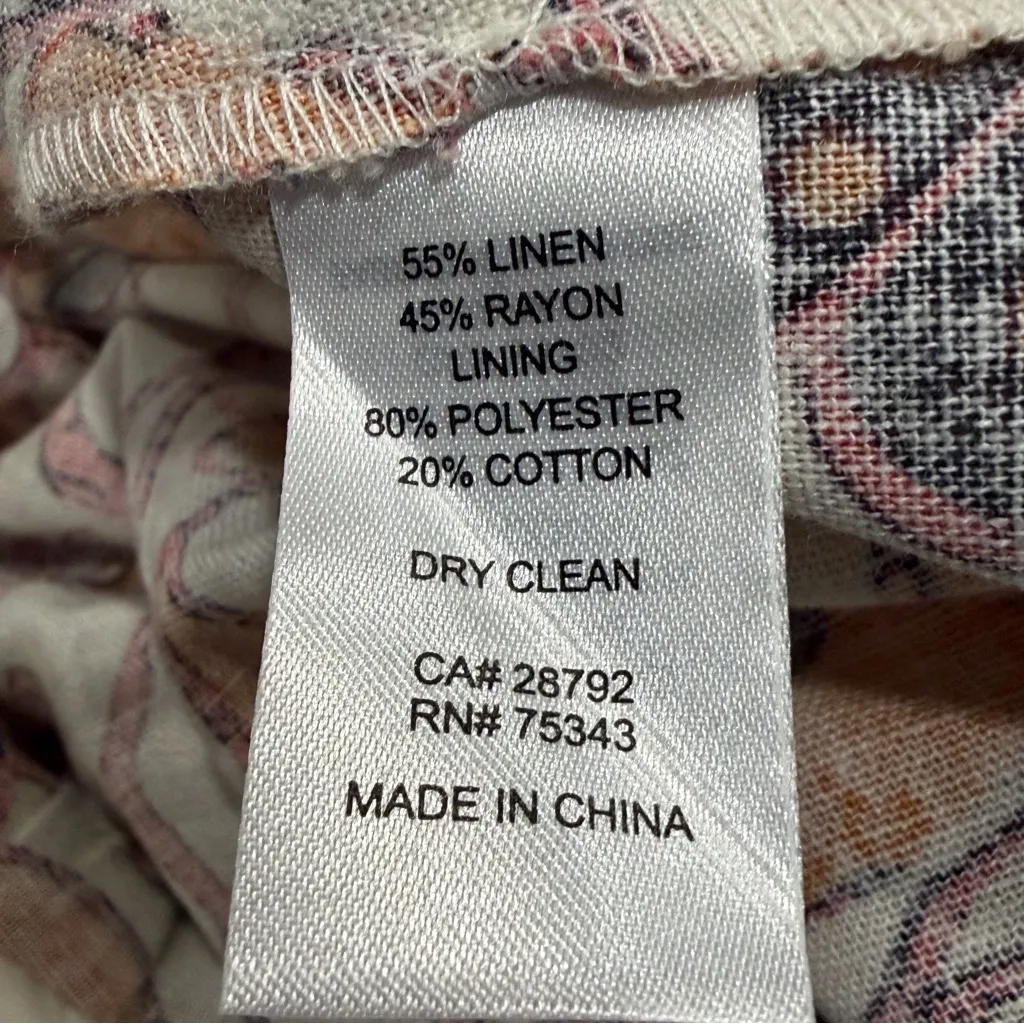 55% LINEN
45% RAYON
LINING
80% POLYESTER
20% COTTON
DRY CLEAN
CA# 28792
RN# 75343
MADE IN CHINA